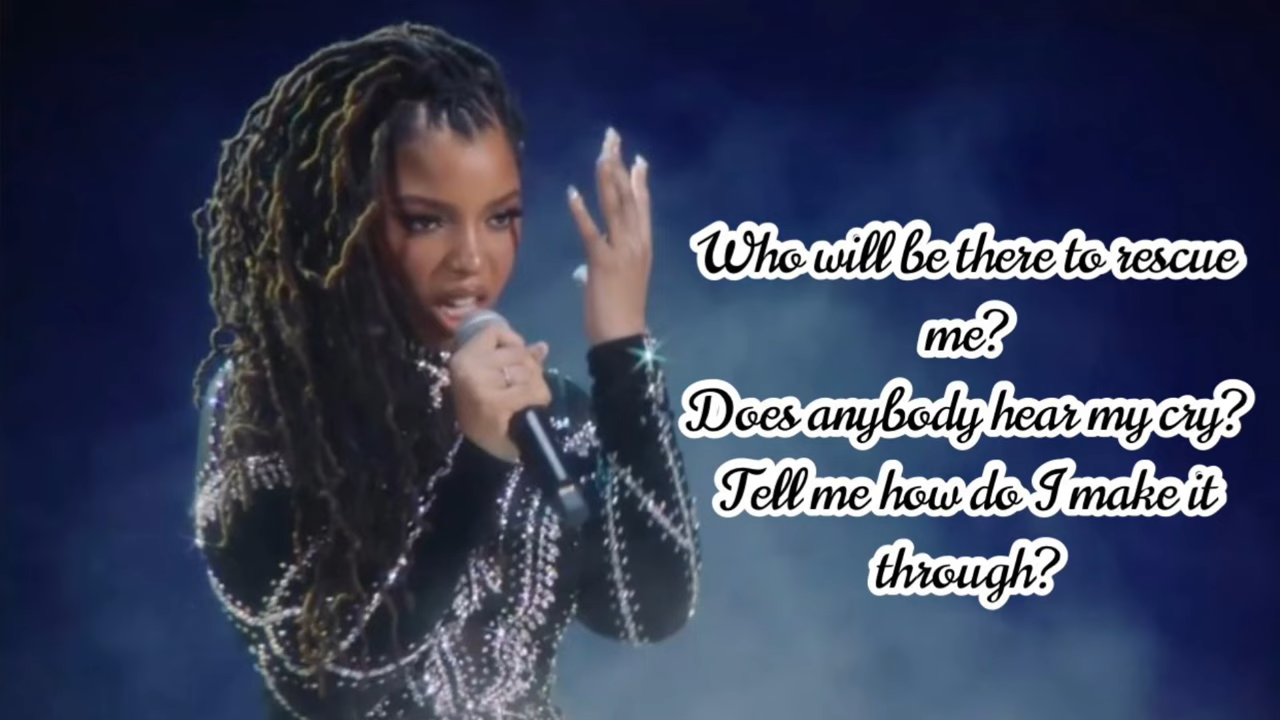 Who will be there to rescue
me?
Does anybody hear my cry?
Tell me how do I make it
through?